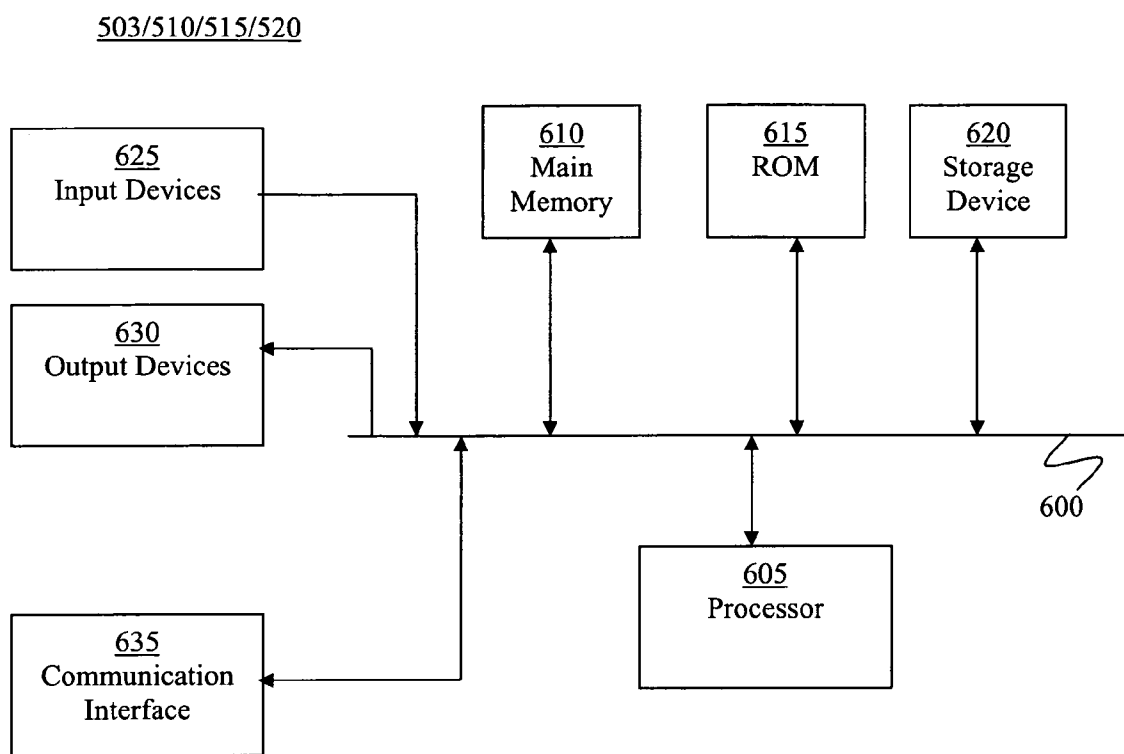 503/510/515/520
625
Input Devices
610
Main
Memory
615
ROM
620
Storage
Device
630
Output Devices
600
605
Processor
635
Communication
Interface